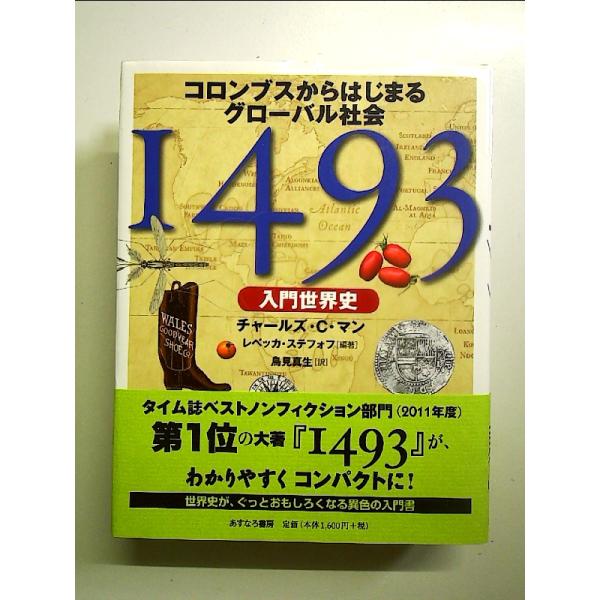 コロンブスからはじまる
グローバル社会
1493
Atlantic
Ocean
入門世界史
チャールズ・C・マン
レベッカ・ステフォフ[編著]
鳥見真生[訳]
WALES
GOODYEAR
SHOE CO.
タイム誌ベストノンフィクション部門(2011年度)
第1位の大著『1493』が、
わかりやすくコンパクトに!
世界史が、ぐっとおもしろくなる異色の入門書
あすなろ書房 定価(本体1,600円+税)